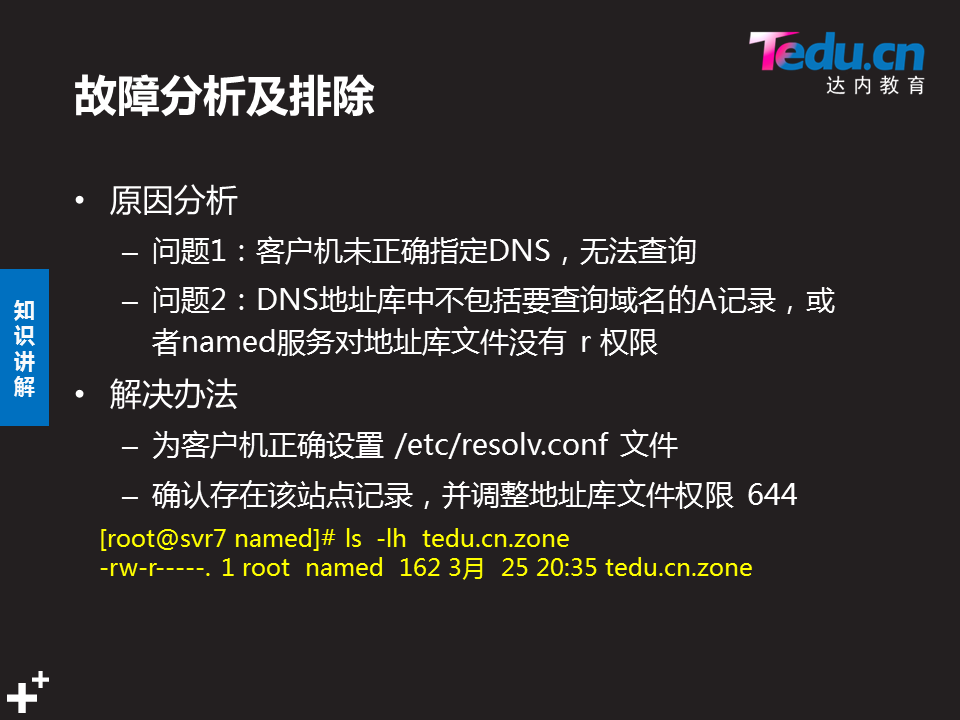 Tedu.cn
达内教育
故障分析及排除
• 原因分析
– 问题1：客户机未正确指定DNS，无法查询
– 问题2：DNS地址库中不包括要查询域名的A记录，或
者named服务对地址库文件没有 r 权限
• 解决办法
– 为客户机正确设置 /etc/resolv.conf 文件
– 确认存在该站点记录，并调整地址库文件权限 644
[root@svr7 named]# ls -lh tedu.cn.zone
-rw-r-----. 1 root named 162 3月 25 20:35 tedu.cn.zone
知
识
讲
解